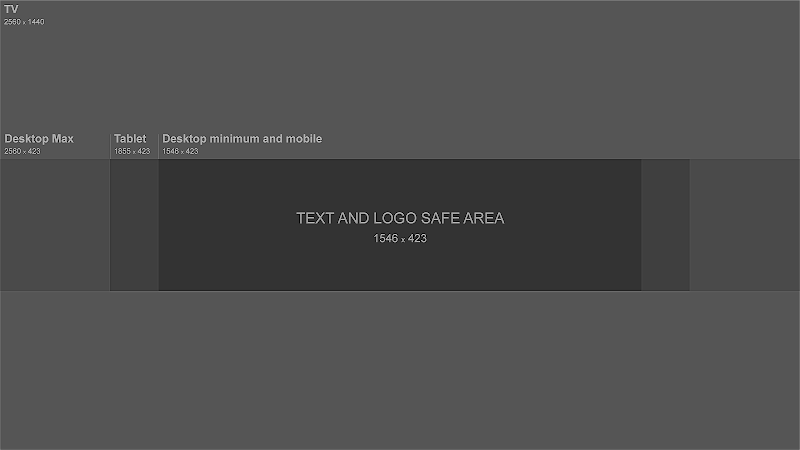 TV
2560 x 1440
Desktop Max
2560 x 423
Tablet
1855 x 423
Desktop minimum and mobile
1546 x 423
TEXT AND LOGO SAFE AREA
1546 x 423